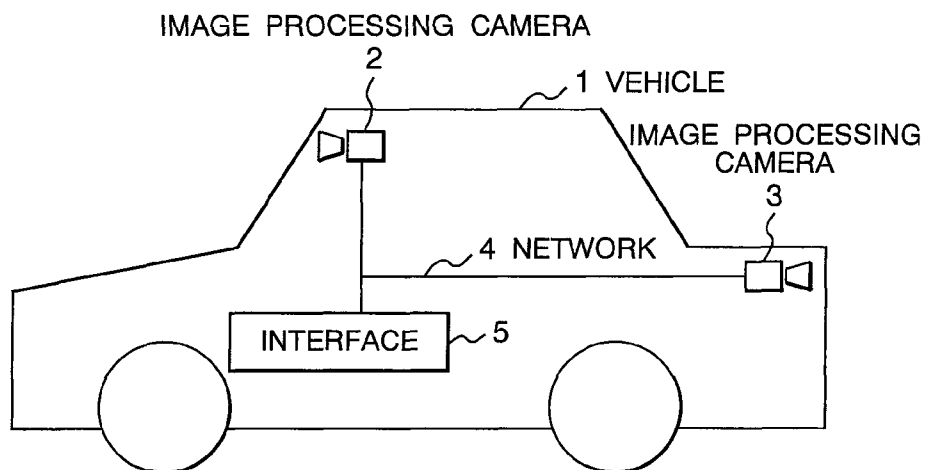 IMAGE PROCESSING CAMERA
2
1 VEHICLE
IMAGE PROCESSING
CAMERA
3
4 NETWORK
INTERFACE
5